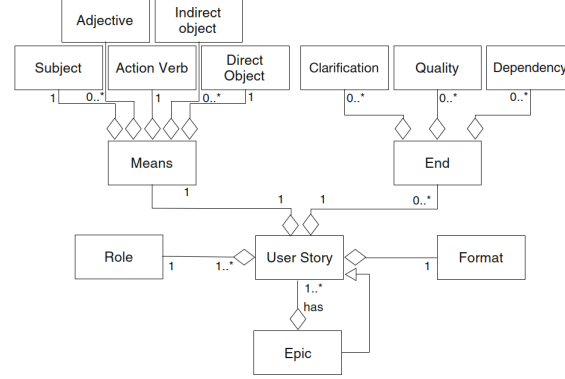 Adjective
Indirect
object
Subject
Action Verb
Direct
Object
Clarification
Quality
Dependency
1
0..*
1
0..*
1
0..*
0..*
0..*
Means
End
1
1
1
0..*
Role
User Story
Format
1
1..*
1
1..*
has
Epic